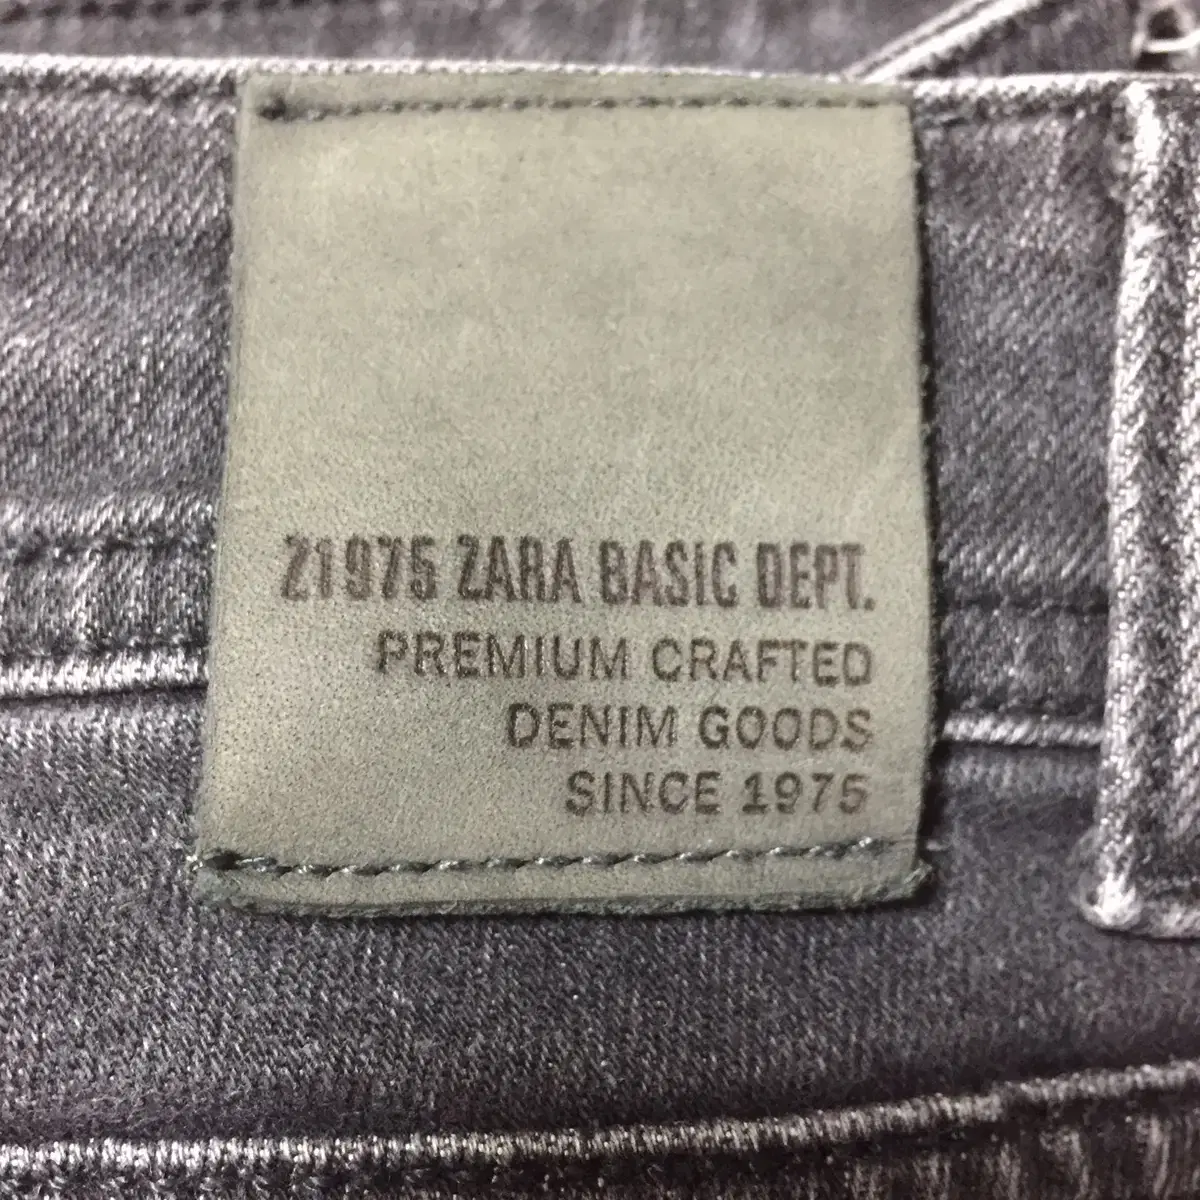 Z1975 ZARA BASIC DEPT.
PREMIUM CRAFTED
DENIM GOODS
SINCE 1975